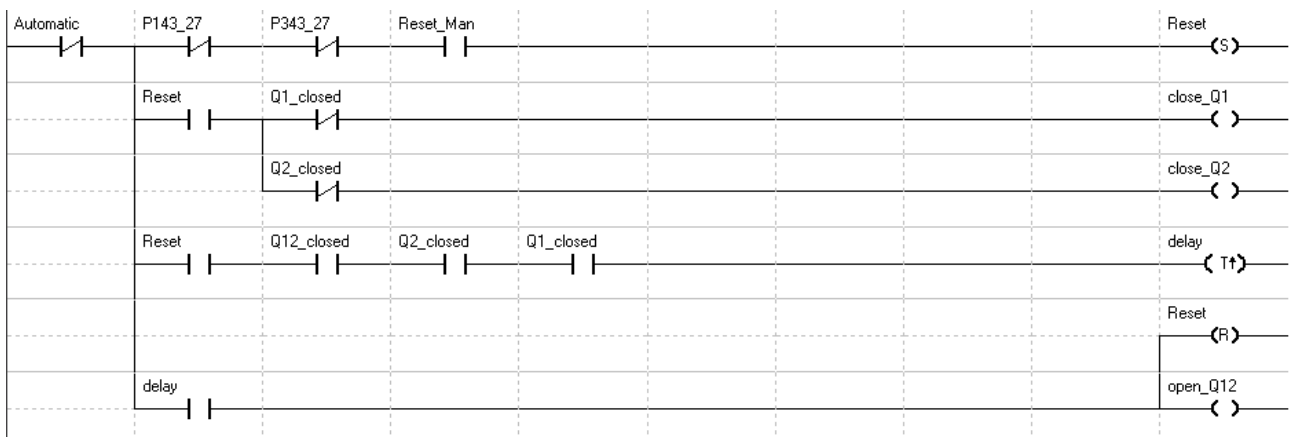 Automatic P143_27 P343_27 Reset_Man Reset
(S)
Reset Q1_closed close_Q1
Q2_closed close_Q2
Reset Q12_closed Q2_closed Q1_closed delay
(T↑)
Reset
(R)
delay open_Q12